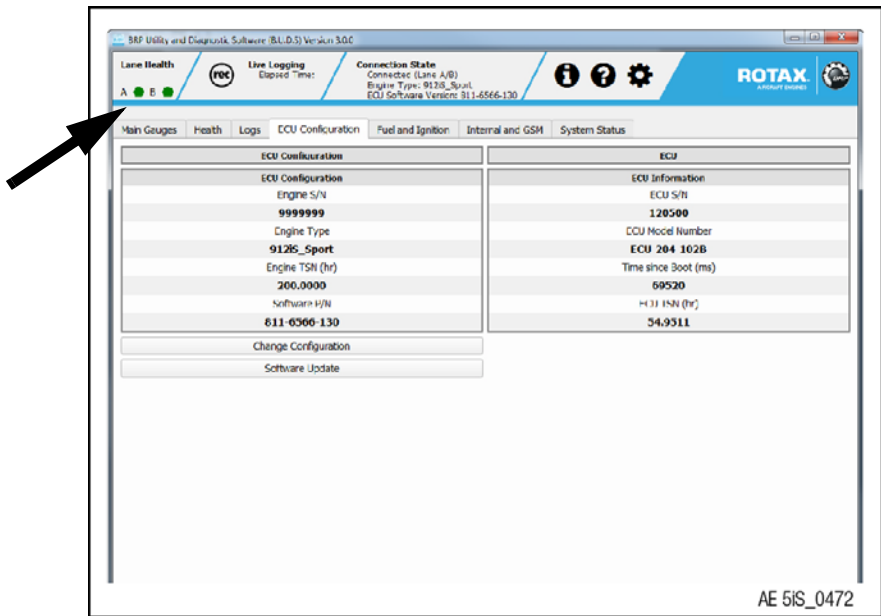 BRP Utility and Diagnostic Software (B.U.D.S) Version 3.0.0
Lane Health
A B
rec
Live Logging
Elapsed Time:
Connection State
Connected (Lane A/B)
Engine Type: 912iS_Sport
ECU Software Version: 811-6566-130
ROTAX.
AIRCRAFT ENGINES
Main Gauges Health Logs ECU Configuration Fuel and Ignition Internal and GSM System Status
ECU Configuration
ECU Configuration
Engine S/N
9999999
Engine Type
912iS_Sport
Engine TSN (hr)
200.0000
Software P/N
811-6566-130
Change Configuration
Software Update
ECU
ECU Information
ECU S/N
120500
ECU Model Number
ECU 204 102B
Time since Boot (ms)
69520
ECU TSN (hr)
54.9511
AE 5iS_0472